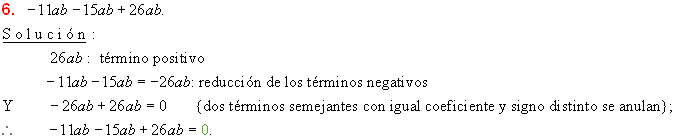 6. −11ab −15ab + 26ab.
Solución :
26ab : término positivo
−11ab −15ab = −26ab: reducción de los términos negativos
Y −26ab + 26ab = 0 {dos términos semejantes con igual coeficiente y signo distinto se anulan};
∴ −11ab −15ab + 26ab = 0.